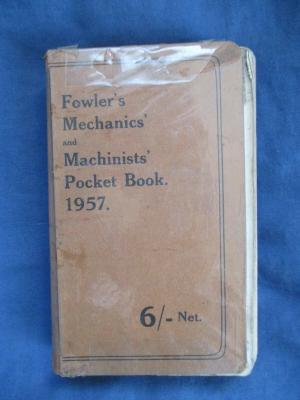 Fowler's
Mechanics'
and
Machinists'
Pocket Book.
1957.
6/- Net.